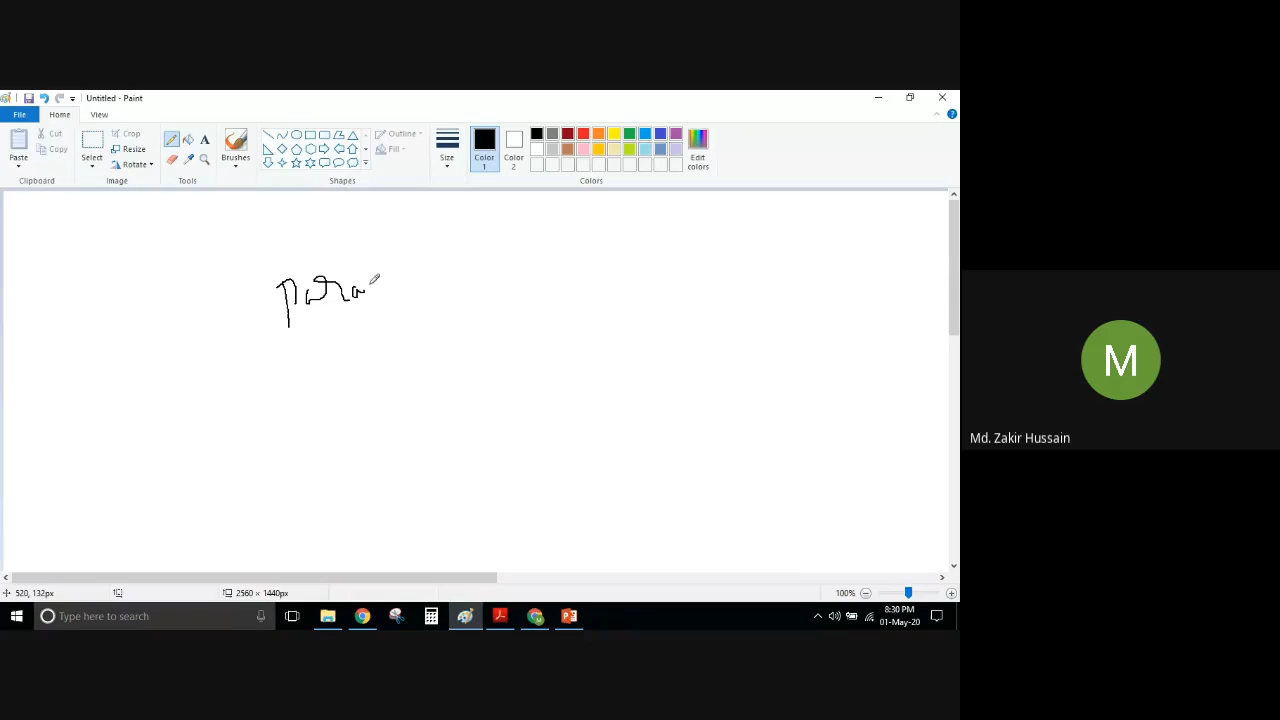 Untitled - Paint
File
Home
View
Paste
Cut
Copy
Clipboard
Select
Crop
Resize
Rotate
Image
Tools
Brushes
Outline
Fill
Shapes
Size
Color
1
Color
2
Edit
colors
Colors
para
M
Md. Zakir Hussain
520, 132px
2560 × 1440px
100%
Type here to search
8:30 PM
01-May-20